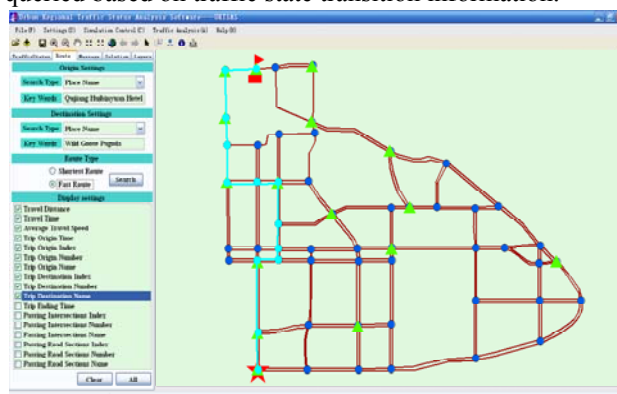 queried based on traffic state transition information.
Urban Regional Traffic Status Analysis Software---URTSAS
File(F) Settings(S) Simulation Control(C) Traffic Analysis(A) Help(H)
TrafficStatus Route Message Solution Layers
Origin Settings
Search Type Place Name
Key Words Qujiang Huibinyuan Hotel
Destination Settings
Search Type Place Name
Key Words Wild Goose Pagoda
Route Type
Shortest Route
Fast Route
Search
Display settings
Travel Distance
Travel Time
Average Travel Speed
Trip Origin Time
Trip Origin Index
Trip Origin Number
Trip Origin Name
Trip Destination Index
Trip Destination Number
Trip Destination Name
Trip Ending Time
Passing Intersections Index
Passing Intersections Number
Passing Intersections Name
Passing Road Sections Index
Passing Road Sections Number
Passing Road Sections Name
Clear All